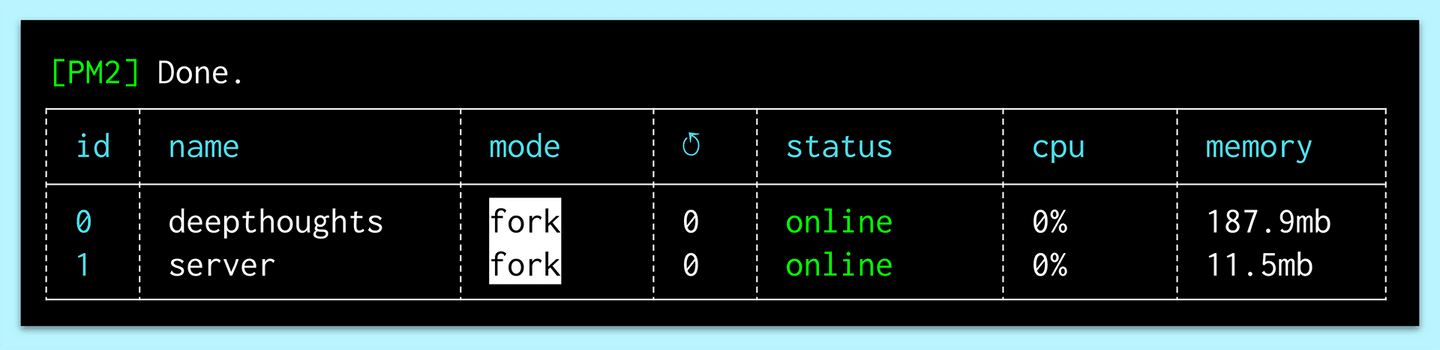 [PM2] Done.
id name mode ↺ status cpu memory
0 deepthoughts fork 0 online 0% 187.9mb
1 server fork 0 online 0% 11.5mb